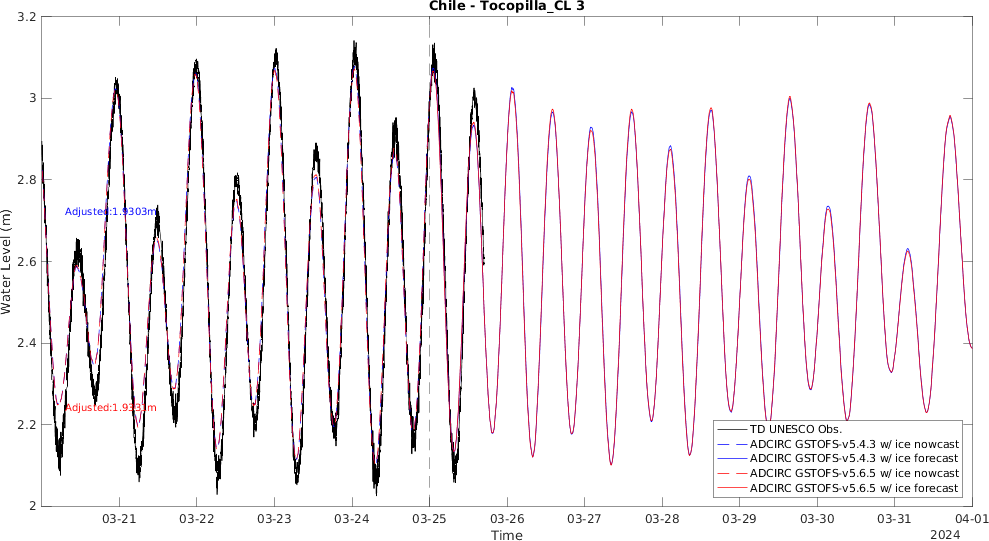 Chile - Tocopilla_CL 3
3.2
3
2.8
2.6
2.4
2.2
2
Water Level (m)
Adjusted:1.9303m
Adjusted:1.9331m
TD UNESCO Obs.
ADCIRC GSTOFS-v5.4.3 w/ ice nowcast
ADCIRC GSTOFS-v5.4.3 w/ ice forecast
ADCIRC GSTOFS-v5.6.5 w/ ice nowcast
ADCIRC GSTOFS-v5.6.5 w/ ice forecast
03-21 03-22 03-23 03-24 03-25 03-26 03-27 03-28 03-29 03-30 03-31 04-01
Time
2024